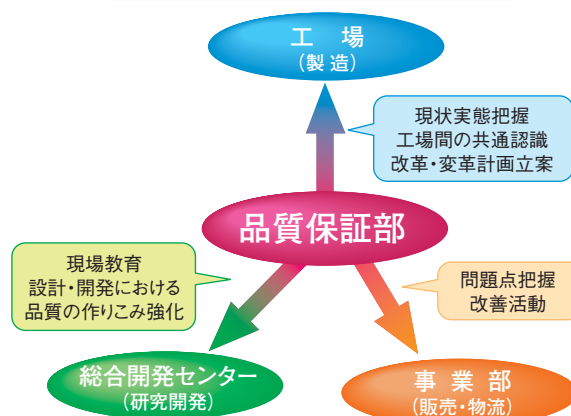 工 場
(製 造)
現状実態把握
工場間の共通認識
改革・変革計画立案
品質保証部
現場教育
設計・開発における
品質の作りこみ強化
問題点把握
改善活動
総合開発センター
(研究開発)
事 業 部
(販売・物流)